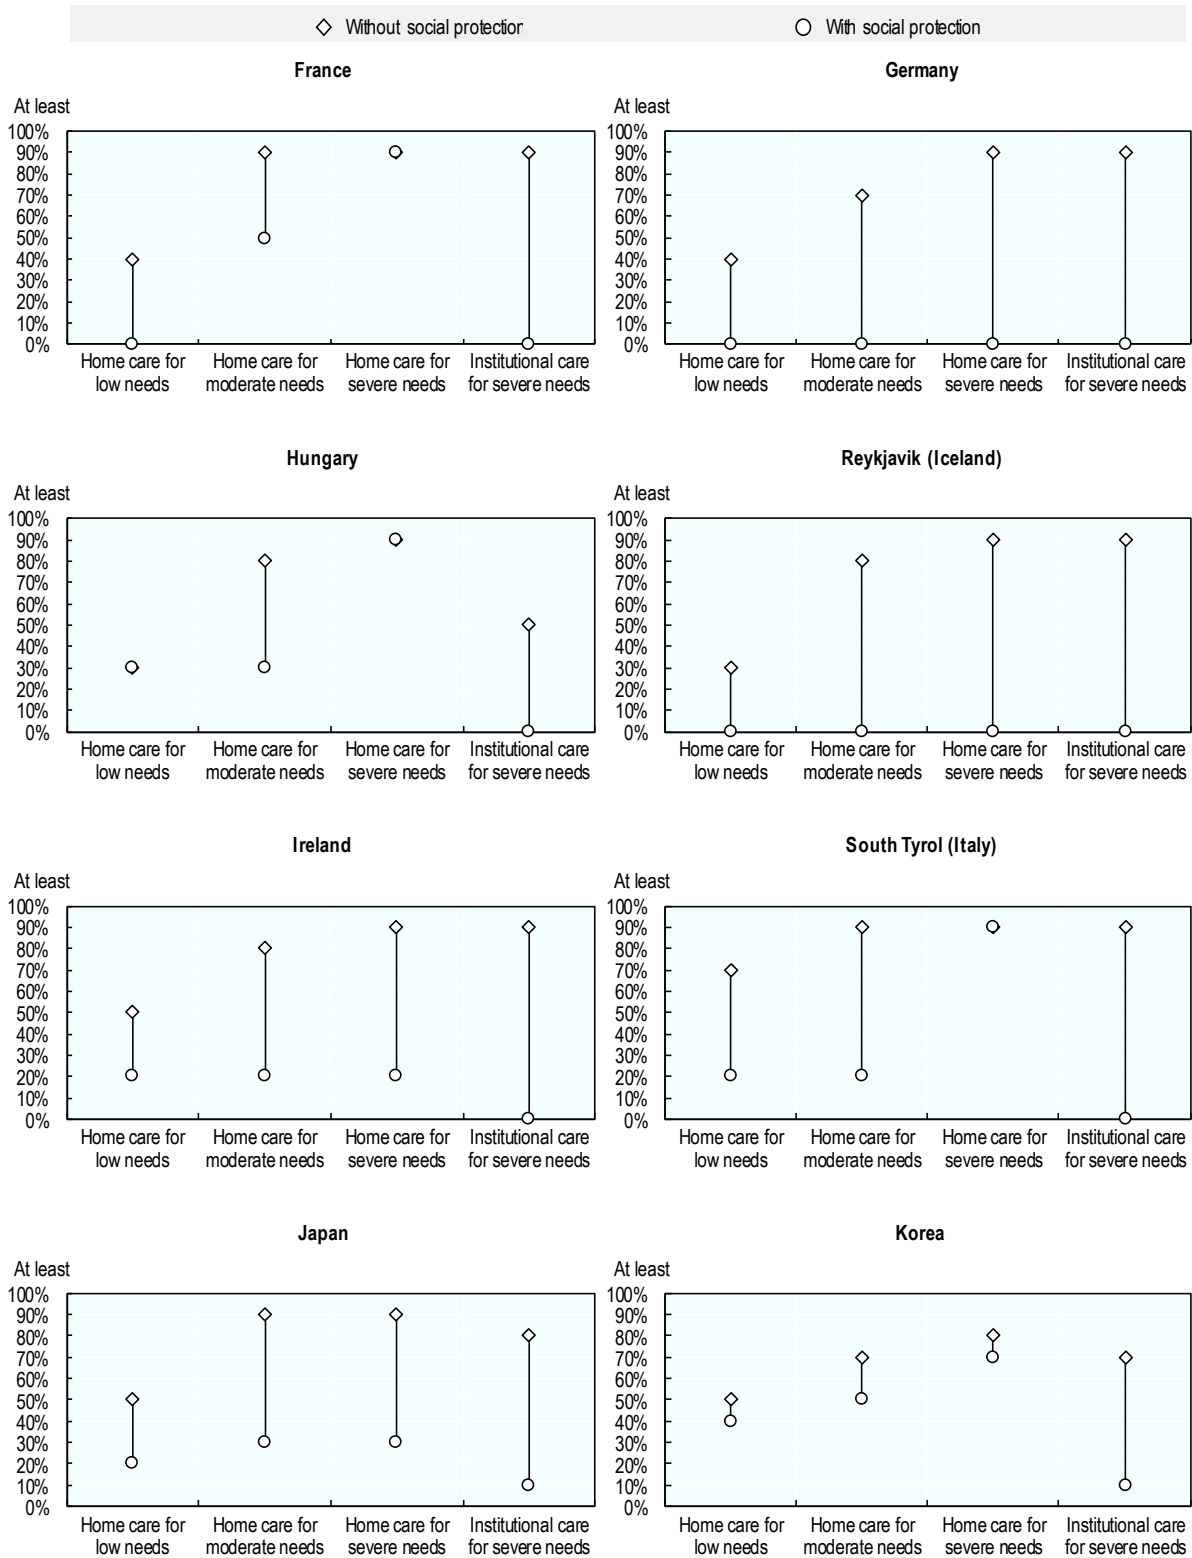 Without social protection With social protection
France
At least
100%
90%
80%
70%
60%
50%
40%
30%
20%
10%
0%
Home care for Home care for Home care for Institutional care
low needs moderate needs severe needs for severe needs
Germany
At least
100%
90%
80%
70%
60%
50%
40%
30%
20%
10%
0%
Home care for Home care for Home care for Institutional care
low needs moderate needs severe needs for severe needs
Hungary
At least
100%
90%
80%
70%
60%
50%
40%
30%
20%
10%
0%
Home care for Home care for Home care for Institutional care
low needs moderate needs severe needs for severe needs
Reykjavik (Iceland)
At least
100%
90%
80%
70%
60%
50%
40%
30%
20%
10%
0%
Home care for Home care for Home care for Institutional care
low needs moderate needs severe needs for severe needs
Ireland
At least
100%
90%
80%
70%
60%
50%
40%
30%
20%
10%
0%
Home care for Home care for Home care for Institutional care
low needs moderate needs severe needs for severe needs
South Tyrol (Italy)
At least
100%
90%
80%
70%
60%
50%
40%
30%
20%
10%
0%
Home care for Home care for Home care for Institutional care
low needs moderate needs severe needs for severe needs
Japan
At least
100%
90%
80%
70%
60%
50%
40%
30%
20%
10%
0%
Home care for Home care for Home care for Institutional care
low needs moderate needs severe needs for severe needs
Korea
At least
100%
90%
80%
70%
60%
50%
40%
30%
20%
10%
0%
Home care for Home care for Home care for Institutional care
low needs moderate needs severe needs for severe needs